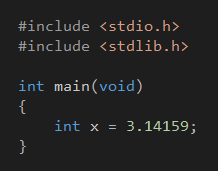 #include <stdio.h>
#include <stdlib.h>

int main(void)
{
    int x = 3.14159;
}